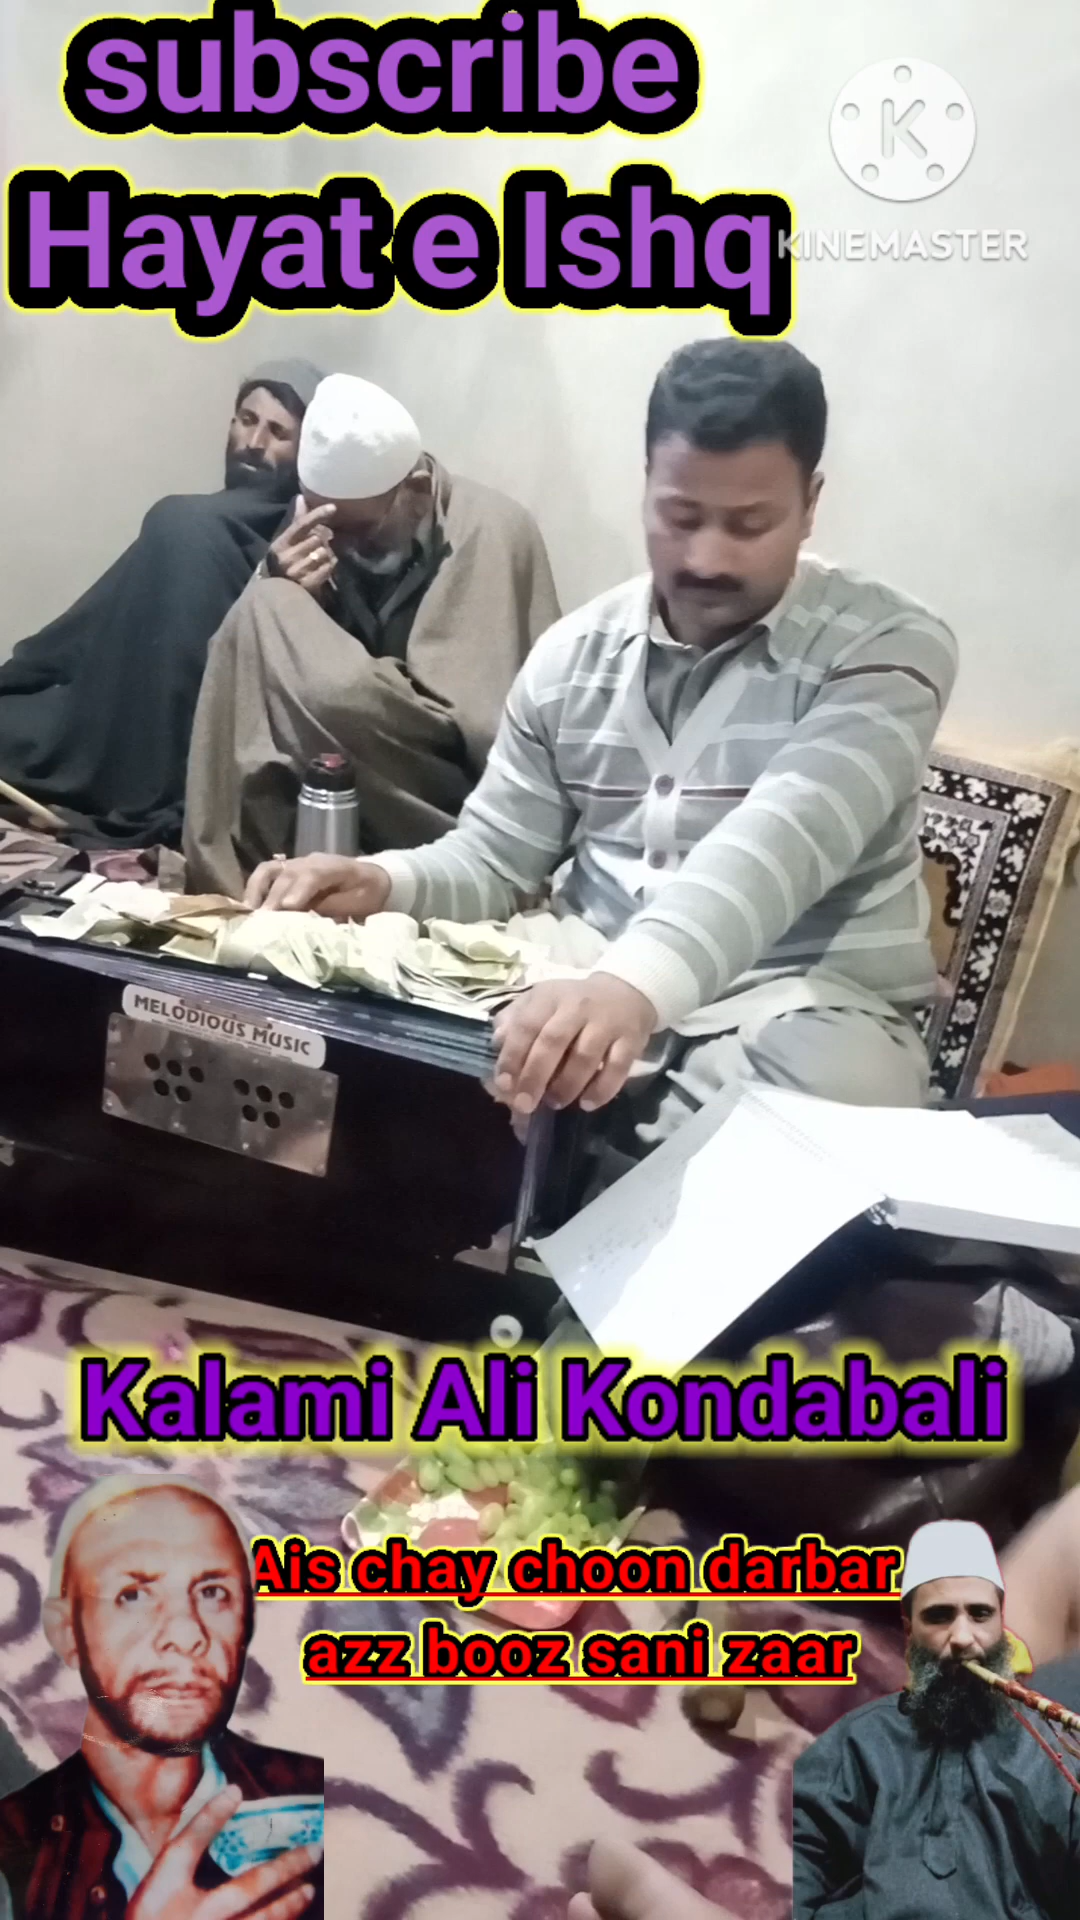 subscribe
Hayat e Ishq
K
KINEMASTER
MELODIOUS MUSIC
Kalami Ali Kondabali
Ais chay choon darbar
azz booz sani zaar